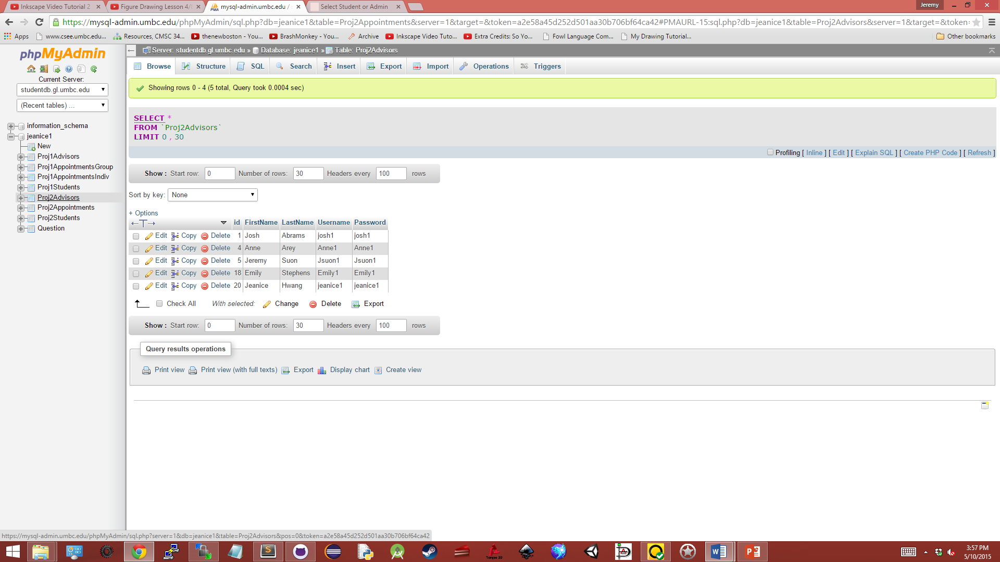 Inkscape Video Tutorial 2
Figure Drawing Lesson 4/
mysql-admin.umbc.edu /
Select Student or Admin
Jeremy
https://mysql-admin.umbc.edu/phpMyAdmin/sql.php?db=jeanice1&table=Proj2Appointments&server=1&target=&token=a2e58a45d252d501aa30b706bf64ca42#PMAURL-15:sql.php?db=jeanice1&table=Proj2Advisors&server=1&target=&token=
Apps www.csee.umbc.edu... Resources, CMSC 34... thenewboston - You... BrashMonkey - You... Archive Inkscape Video Tuto... Extra Credits: So Yo... Fowl Language Com... My Drawing Tutorial... Other bookmarks
phpMyAdmin
Current Server:
studentdb.gl.umbc.edu
(Recent tables) ...
information_schema
jeanice1
New
Proj1Advisors
Proj1AppointmentsGroup
Proj1AppointmentsIndiv
Proj1Students
Proj2Advisors
Proj2Appointments
Proj2Students
Question
Server: studentdb.gl.umbc.edu » Database: jeanice1 » Table: Proj2Advisors
Browse Structure SQL Search Insert Export Import Operations Triggers
Showing rows 0 - 4 (5 total, Query took 0.0004 sec)
SELECT *
FROM `Proj2Advisors`
LIMIT 0 , 30
Profiling [ Inline ] [ Edit ] [ Explain SQL ] [ Create PHP Code ] [ Refresh ]
Show : Start row: 0 Number of rows: 30 Headers every 100 rows
Sort by key: None
+ Options
←T→ id FirstName LastName Username Password
Edit Copy Delete 1 Josh Abrams josh1 josh1
Edit Copy Delete 4 Anne Arey Anne1 Anne1
Edit Copy Delete 5 Jeremy Suon Jsuon1 Jsuon1
Edit Copy Delete 18 Emily Stephens Emily1 Emily1
Edit Copy Delete 20 Jeanice Hwang jeanice1 jeanice1
Check All With selected: Change Delete Export
Show : Start row: 0 Number of rows: 30 Headers every 100 rows
Query results operations
Print view Print view (with full texts) Export Display chart Create view
https://mysql-admin.umbc.edu/phpMyAdmin/sql.php?server=1&db=jeanice1&table=Proj2Advisors&pos=0&token=a2e58a45d252d501aa30b706bf64ca42
3:57 PM
5/10/2015